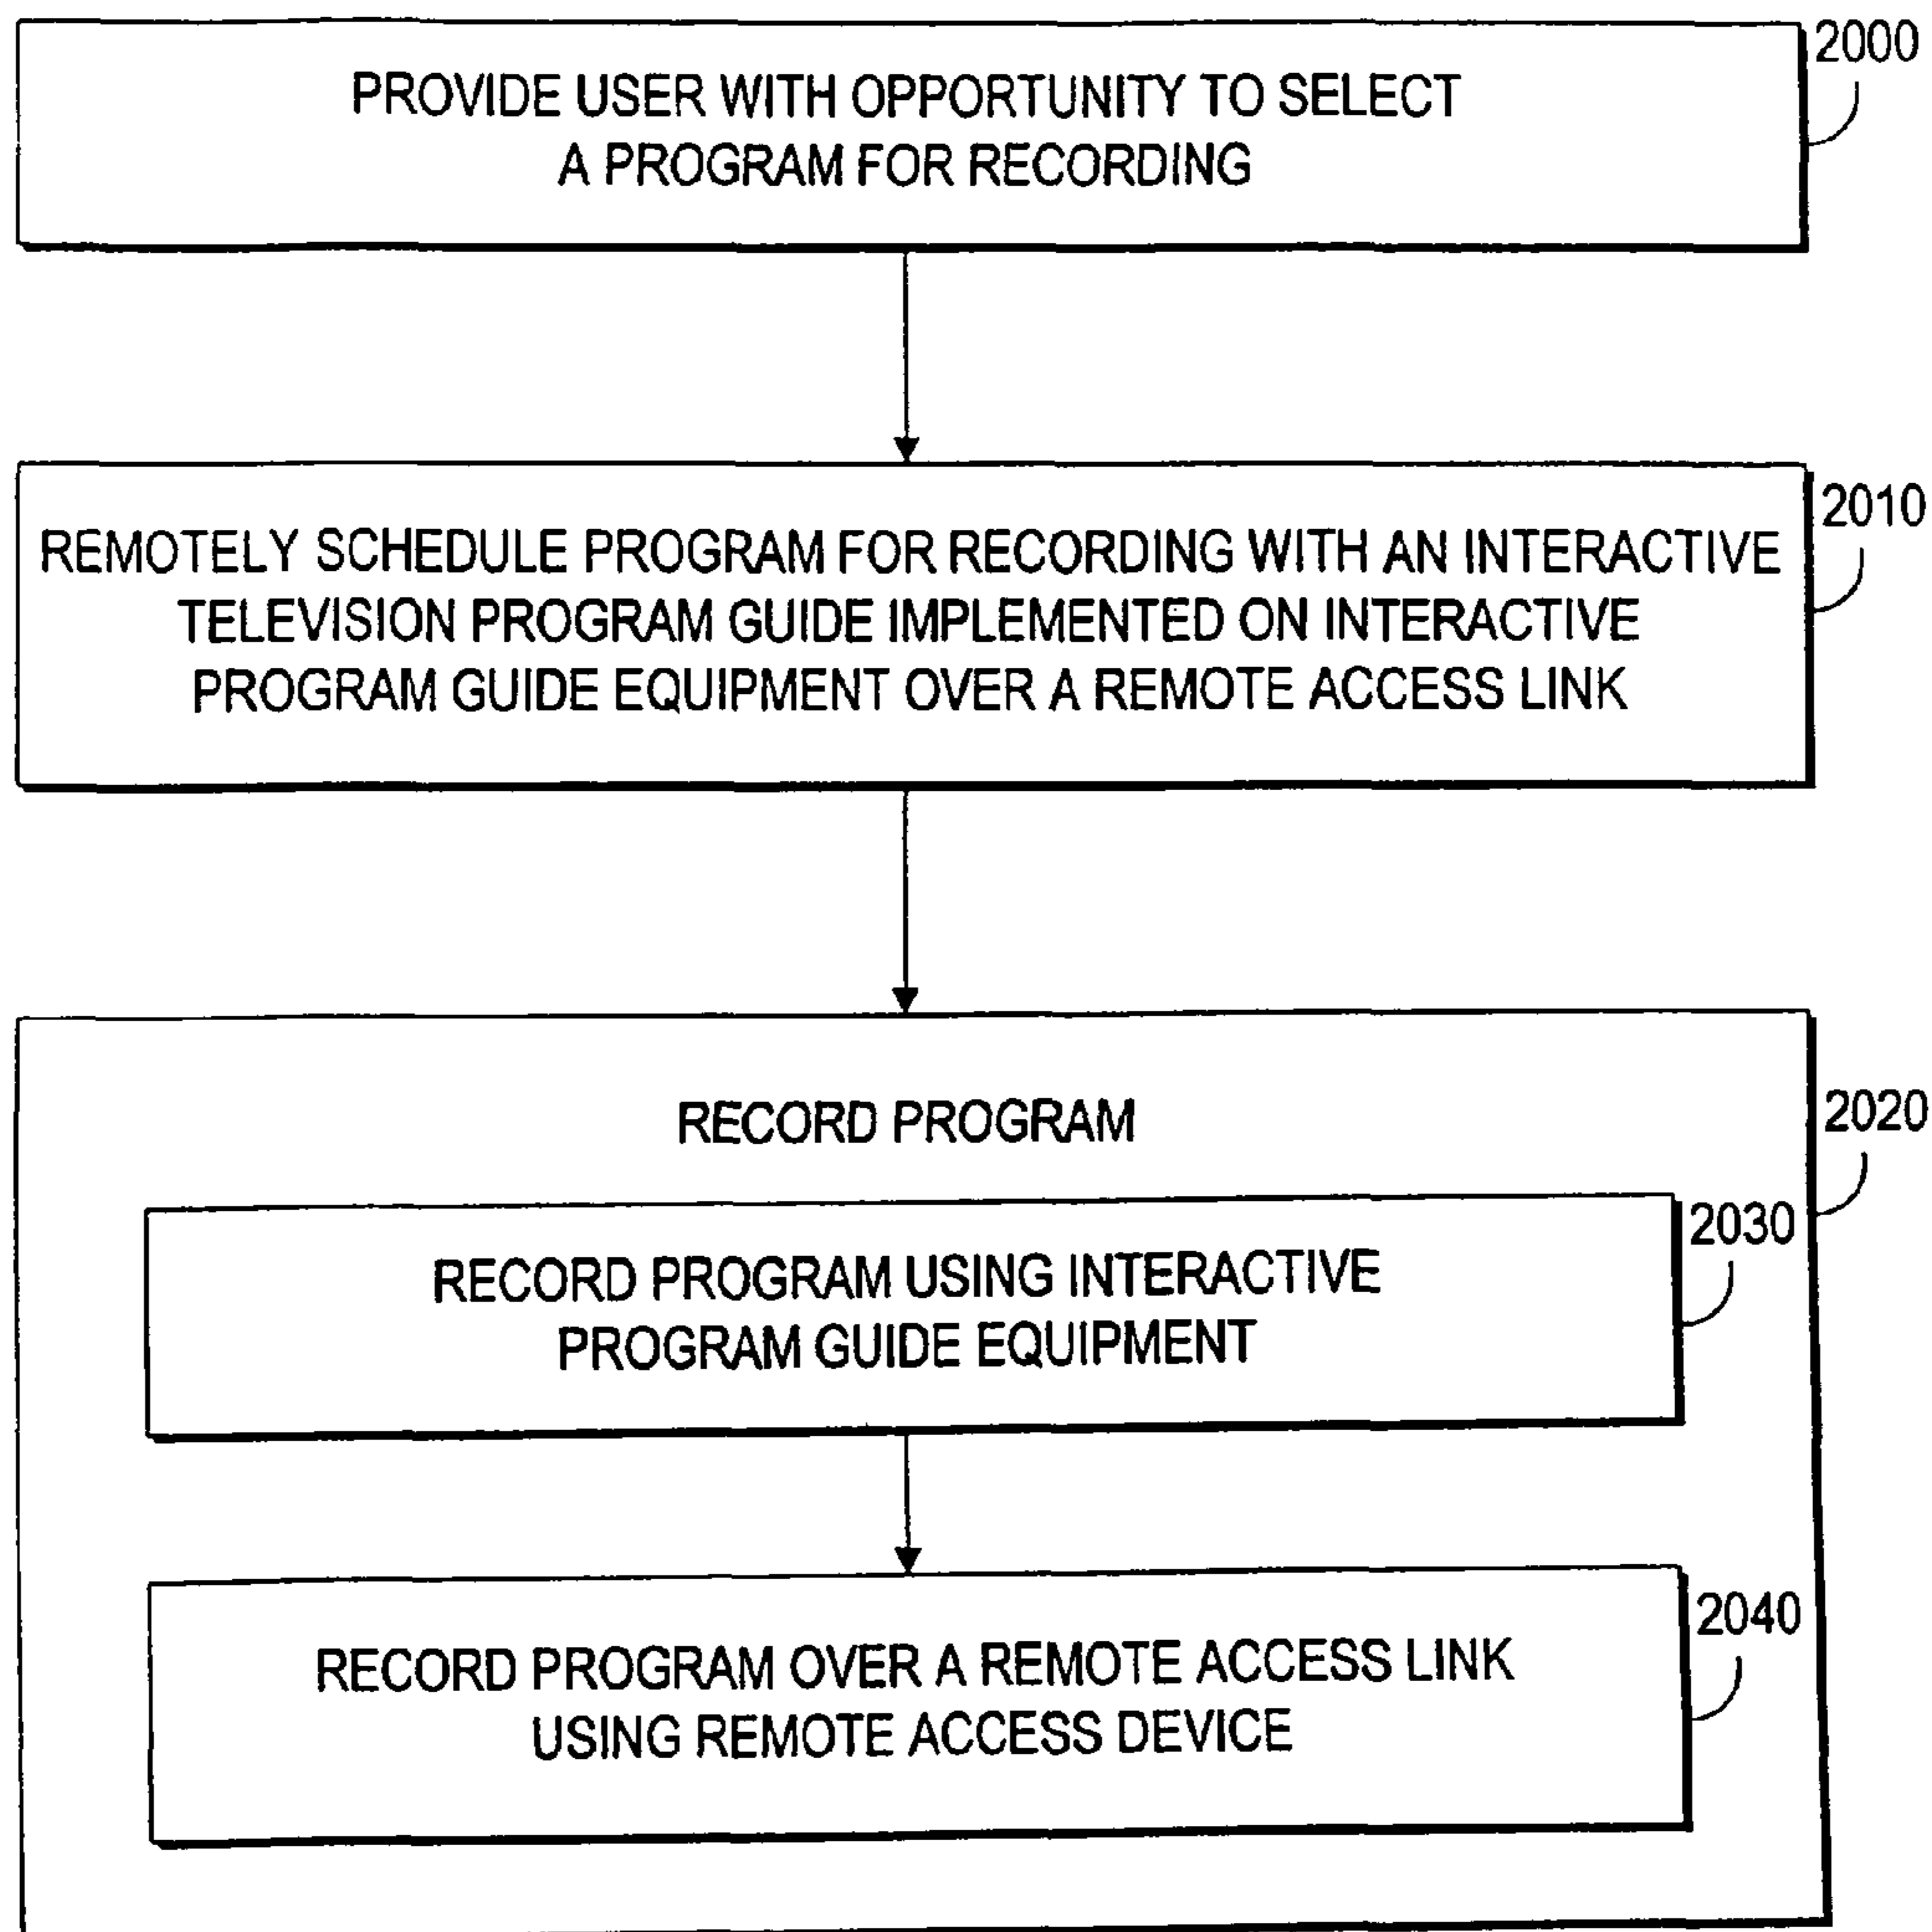 2000
PROVIDE USER WITH OPPORTUNITY TO SELECT
A PROGRAM FOR RECORDING
2010
REMOTELY SCHEDULE PROGRAM FOR RECORDING WITH AN INTERACTIVE
TELEVISION PROGRAM GUIDE IMPLEMENTED ON INTERACTIVE
PROGRAM GUIDE EQUIPMENT OVER A REMOTE ACCESS LINK
2020
RECORD PROGRAM
2030
RECORD PROGRAM USING INTERACTIVE
PROGRAM GUIDE EQUIPMENT
2040
RECORD PROGRAM OVER A REMOTE ACCESS LINK
USING REMOTE ACCESS DEVICE